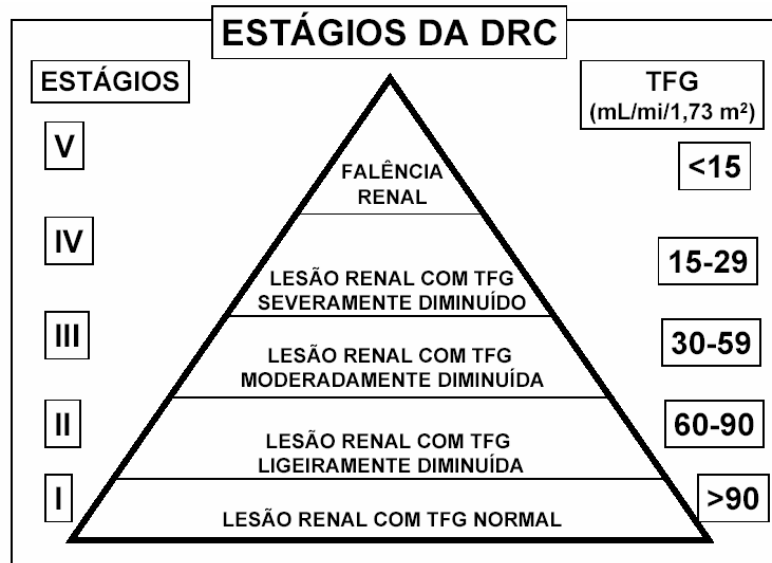 ESTÁGIOS DA DRC
ESTÁGIOS
TFG
(mL/mi/1,73 m²)
V
FALÊNCIA
RENAL
<15
IV
LESÃO RENAL COM TFG
SEVERAMENTE DIMINUÍDO
15-29
III
LESÃO RENAL COM TFG
MODERADAMENTE DIMINUÍDA
30-59
II
LESÃO RENAL COM TFG
LIGEIRAMENTE DIMINUÍDA
60-90
I
LESÃO RENAL COM TFG NORMAL
>90